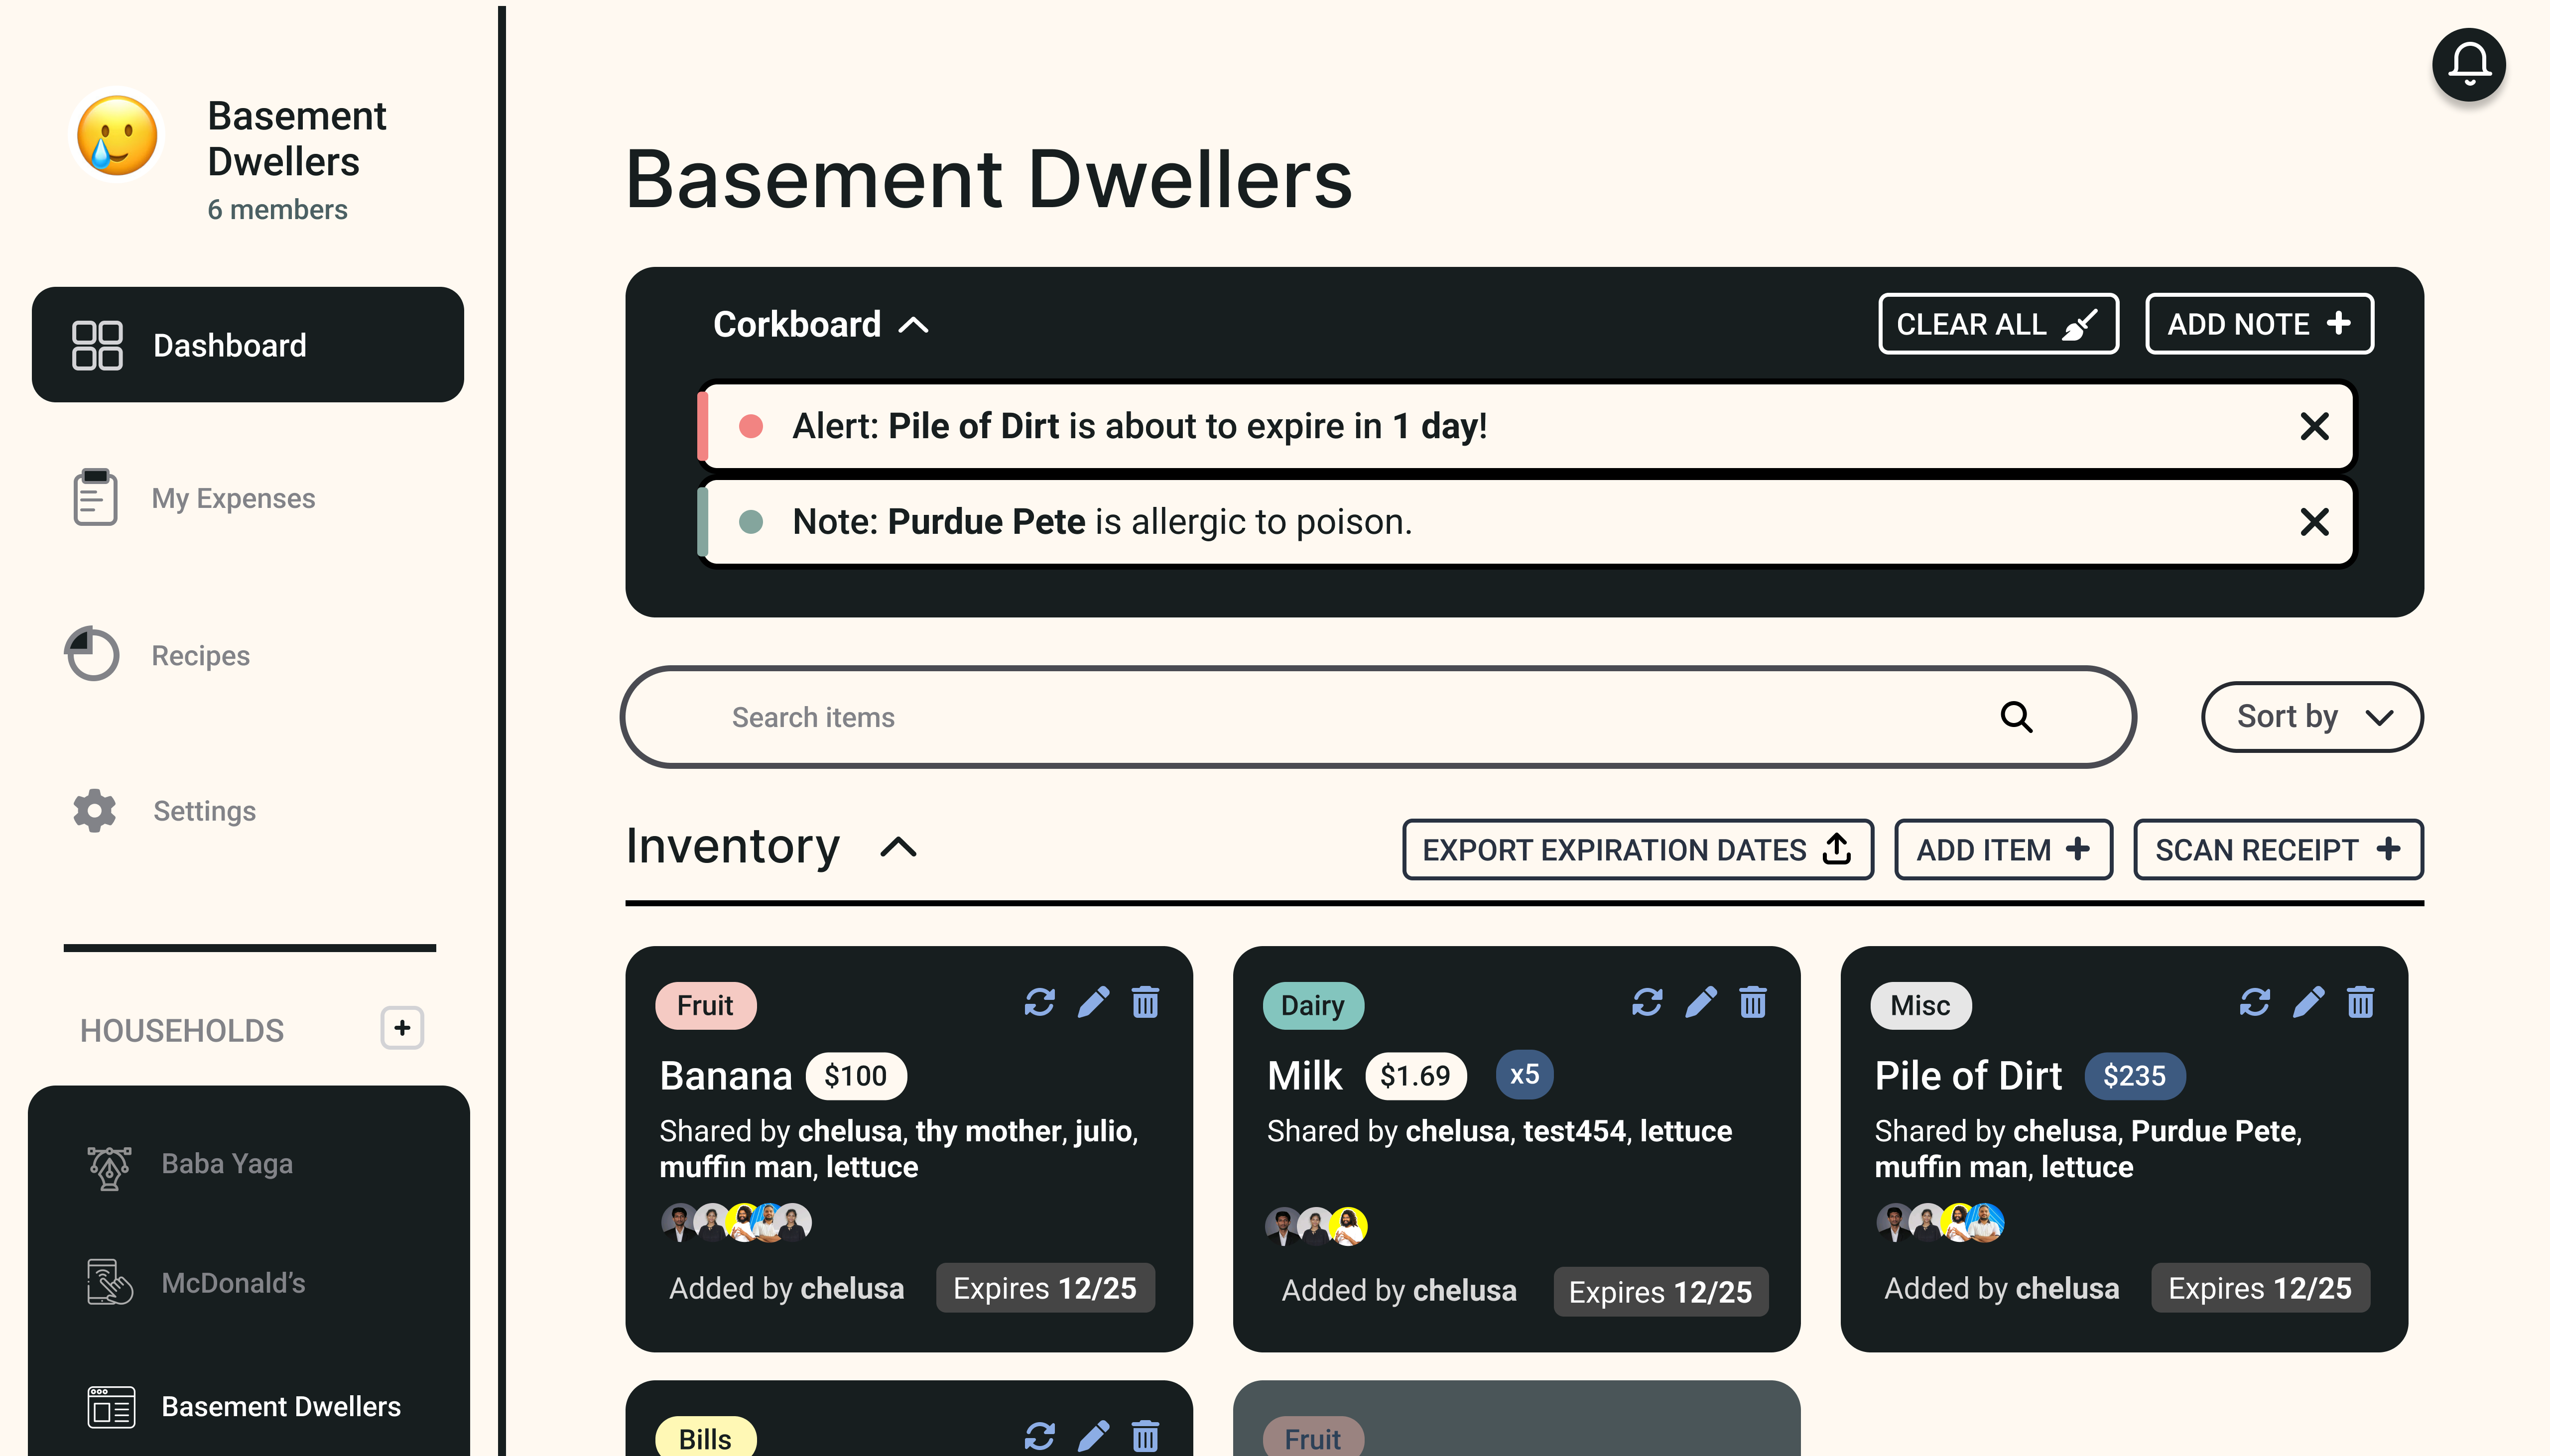 Basement
Dwellers
6 members
Dashboard
My Expenses
Recipes
Settings
HOUSEHOLDS
Baba Yaga
McDonald’s
Basement Dwellers
Basement Dwellers
Corkboard
CLEAR ALL
ADD NOTE
Alert: Pile of Dirt is about to expire in 1 day!
Note: Purdue Pete is allergic to poison.
Search items
Sort by
Inventory
EXPORT EXPIRATION DATES
ADD ITEM
SCAN RECEIPT
Fruit
Banana $100
Shared by chelusa, thy mother, julio,
muffin man, lettuce
Added by chelusa
Expires 12/25
Dairy
Milk $1.69 x5
Shared by chelusa, test454, lettuce
Added by chelusa
Expires 12/25
Misc
Pile of Dirt $235
Shared by chelusa, Purdue Pete,
muffin man, lettuce
Added by chelusa
Expires 12/25
Bills
Fruit